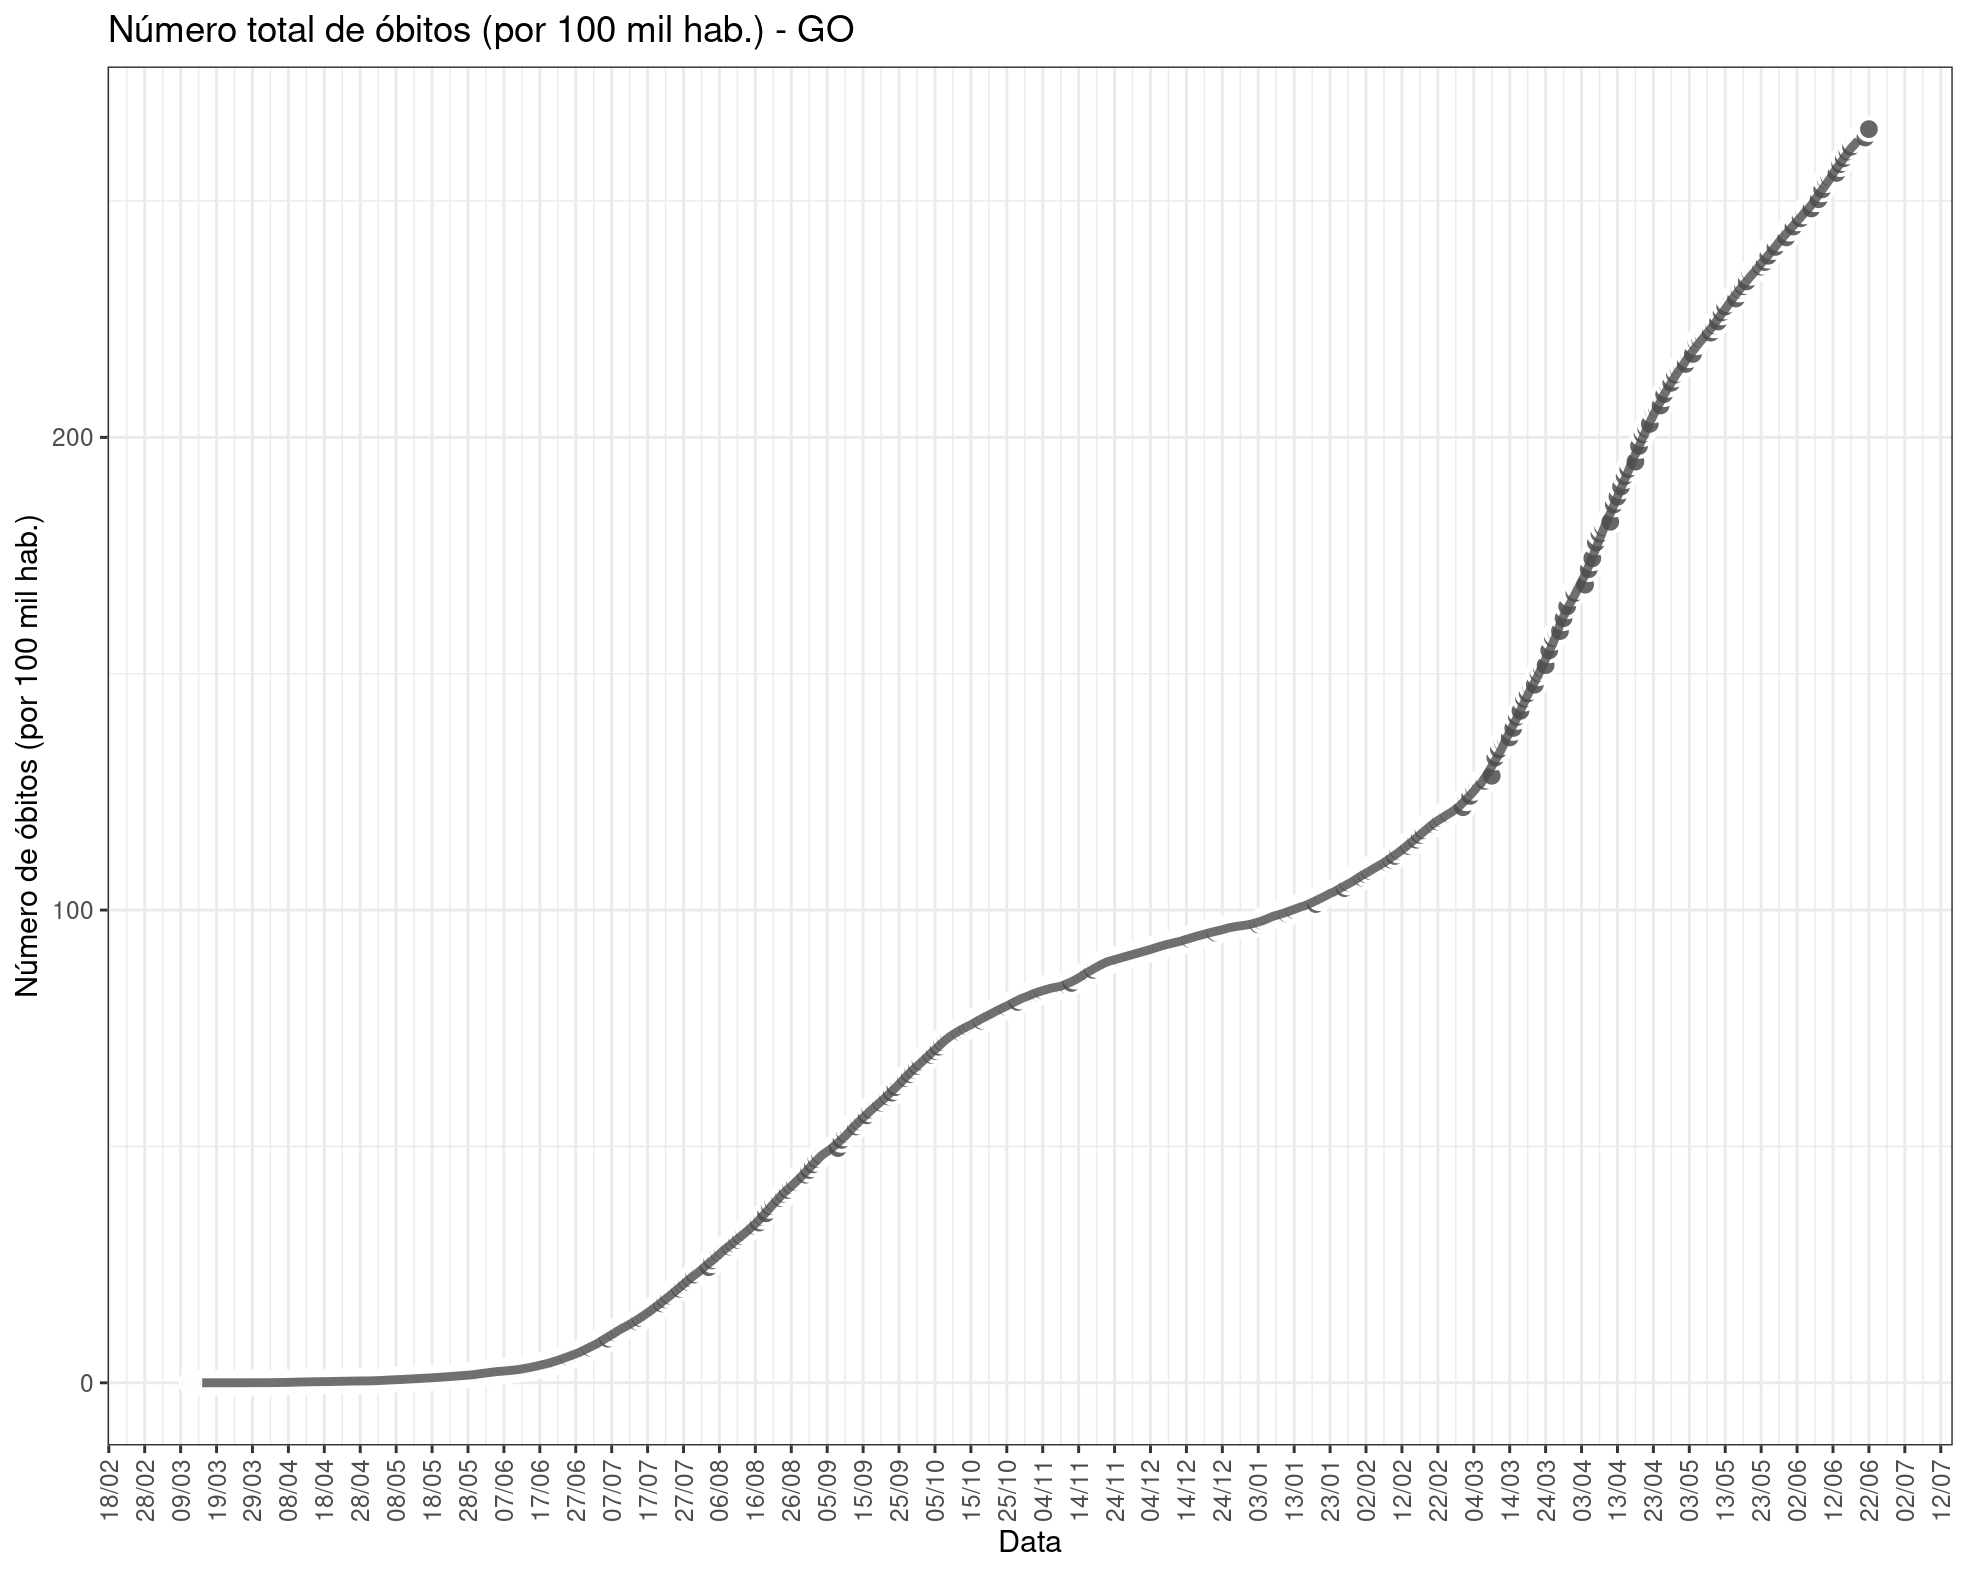 Número total de óbitos (por 100 mil hab.) - GO
Número de óbitos (por 100 mil hab.)
200
100
0
18/02 28/02 09/03 19/03 29/03 08/04 18/04 28/04 08/05 18/05 28/05 07/06 17/06 27/06 07/07 17/07 27/07 06/08 16/08 26/08 05/09 15/09 25/09 05/10 15/10 25/10 04/11 14/11 24/11 04/12 14/12 24/12 03/01 13/01 23/01 02/02 12/02 22/02 04/03 14/03 24/03 03/04 13/04 23/04 03/05 13/05 23/05 02/06 12/06 22/06 02/07 12/07
Data